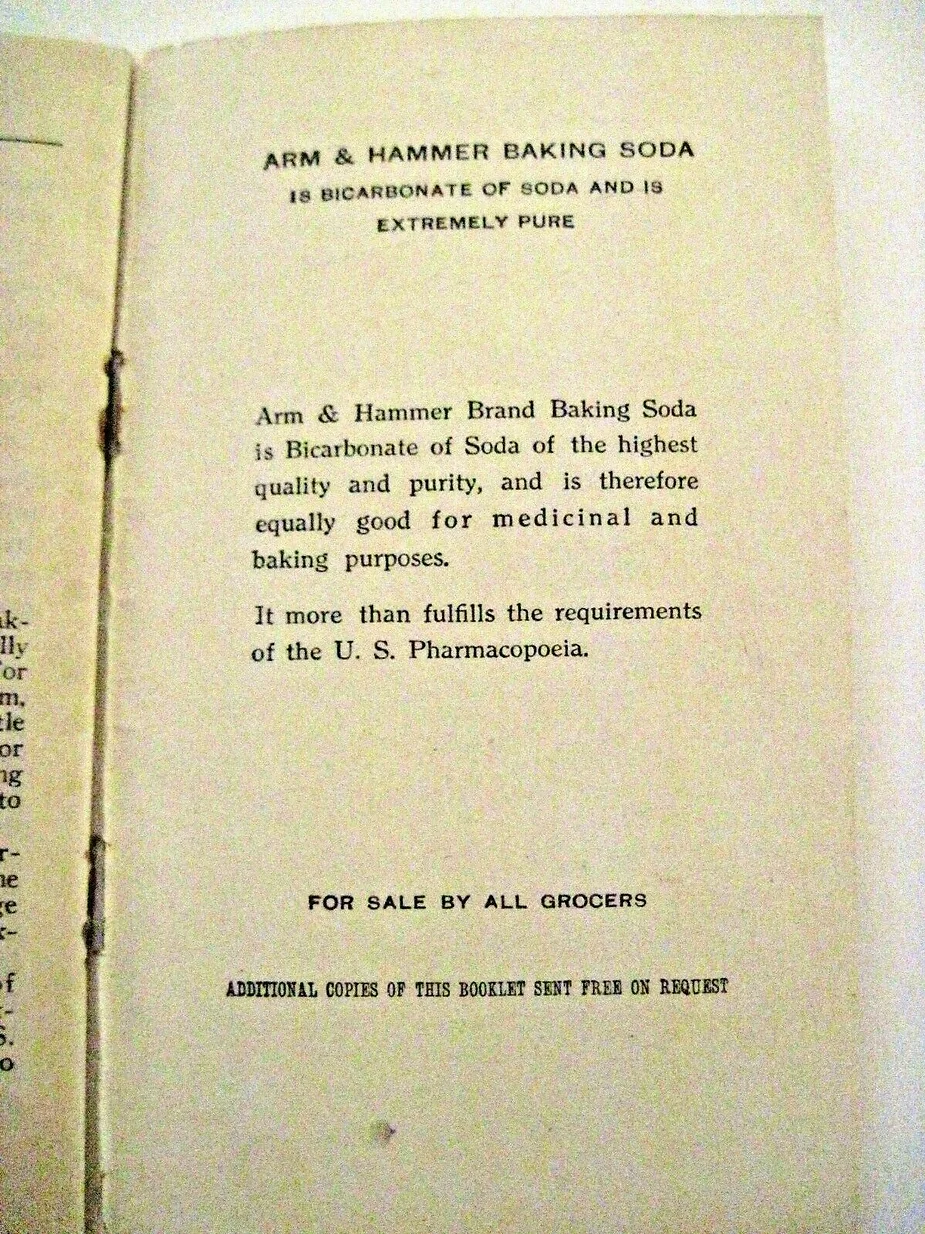 ARM & HAMMER BAKING SODA
IS BICARBONATE OF SODA AND IS
EXTREMELY PURE
Arm & Hammer Brand Baking Soda
is Bicarbonate of Soda of the highest
quality and purity, and is therefore
equally good for medicinal and
baking purposes.
It more than fulfills the requirements
of the U. S. Pharmacopoeia.
FOR SALE BY ALL GROCERS
ADDITIONAL COPIES OF THIS BOOKLET SENT FREE ON REQUEST